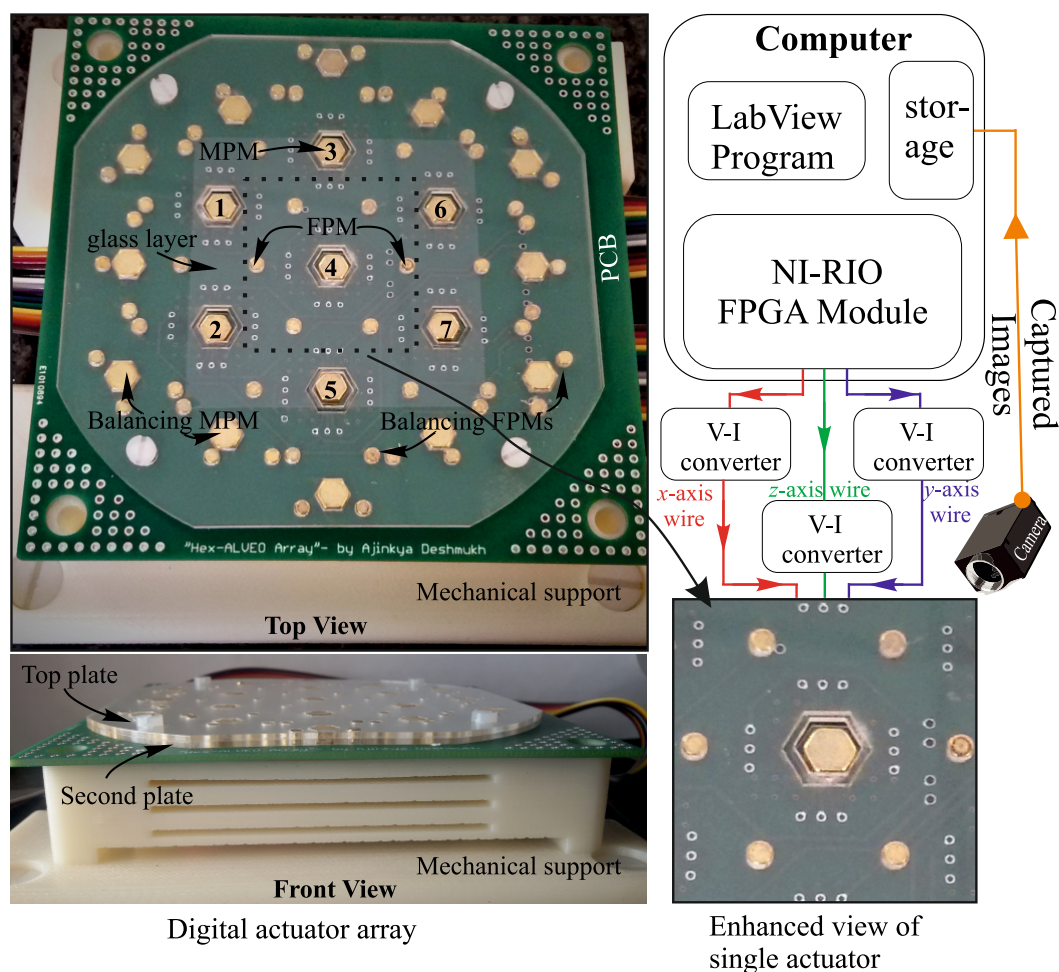 MPM
3
1
6
FPM
glass layer
4
PCB
2
7
5
E1010894
Balancing MPM
Balancing FPMs
"Hex-ALVEO Array"- by Ajinkya Deshmukh
Mechanical support
Top View
Top plate
Second plate
Mechanical support
Front View
Digital actuator array
Computer
LabView
Program
stor-
age
NI-RIO
FPGA Module
Captured
Images
V-I
converter
V-I
converter
x-axis
wire
z-axis wire
y-axis
wire
V-I
converter
Camera
Enhanced view of
single actuator